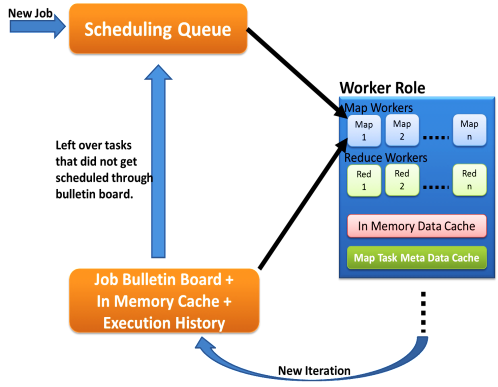 New Job
Scheduling Queue
Worker Role
Map Workers
Map
1
Map
2
Map
n
Left over tasks
that did not get
scheduled through
bulletin board.
Reduce Workers
Red
1
Red
2
Red
n
In Memory Data Cache
Map Task Meta Data Cache
Job Bulletin Board +
In Memory Cache +
Execution History
New Iteration